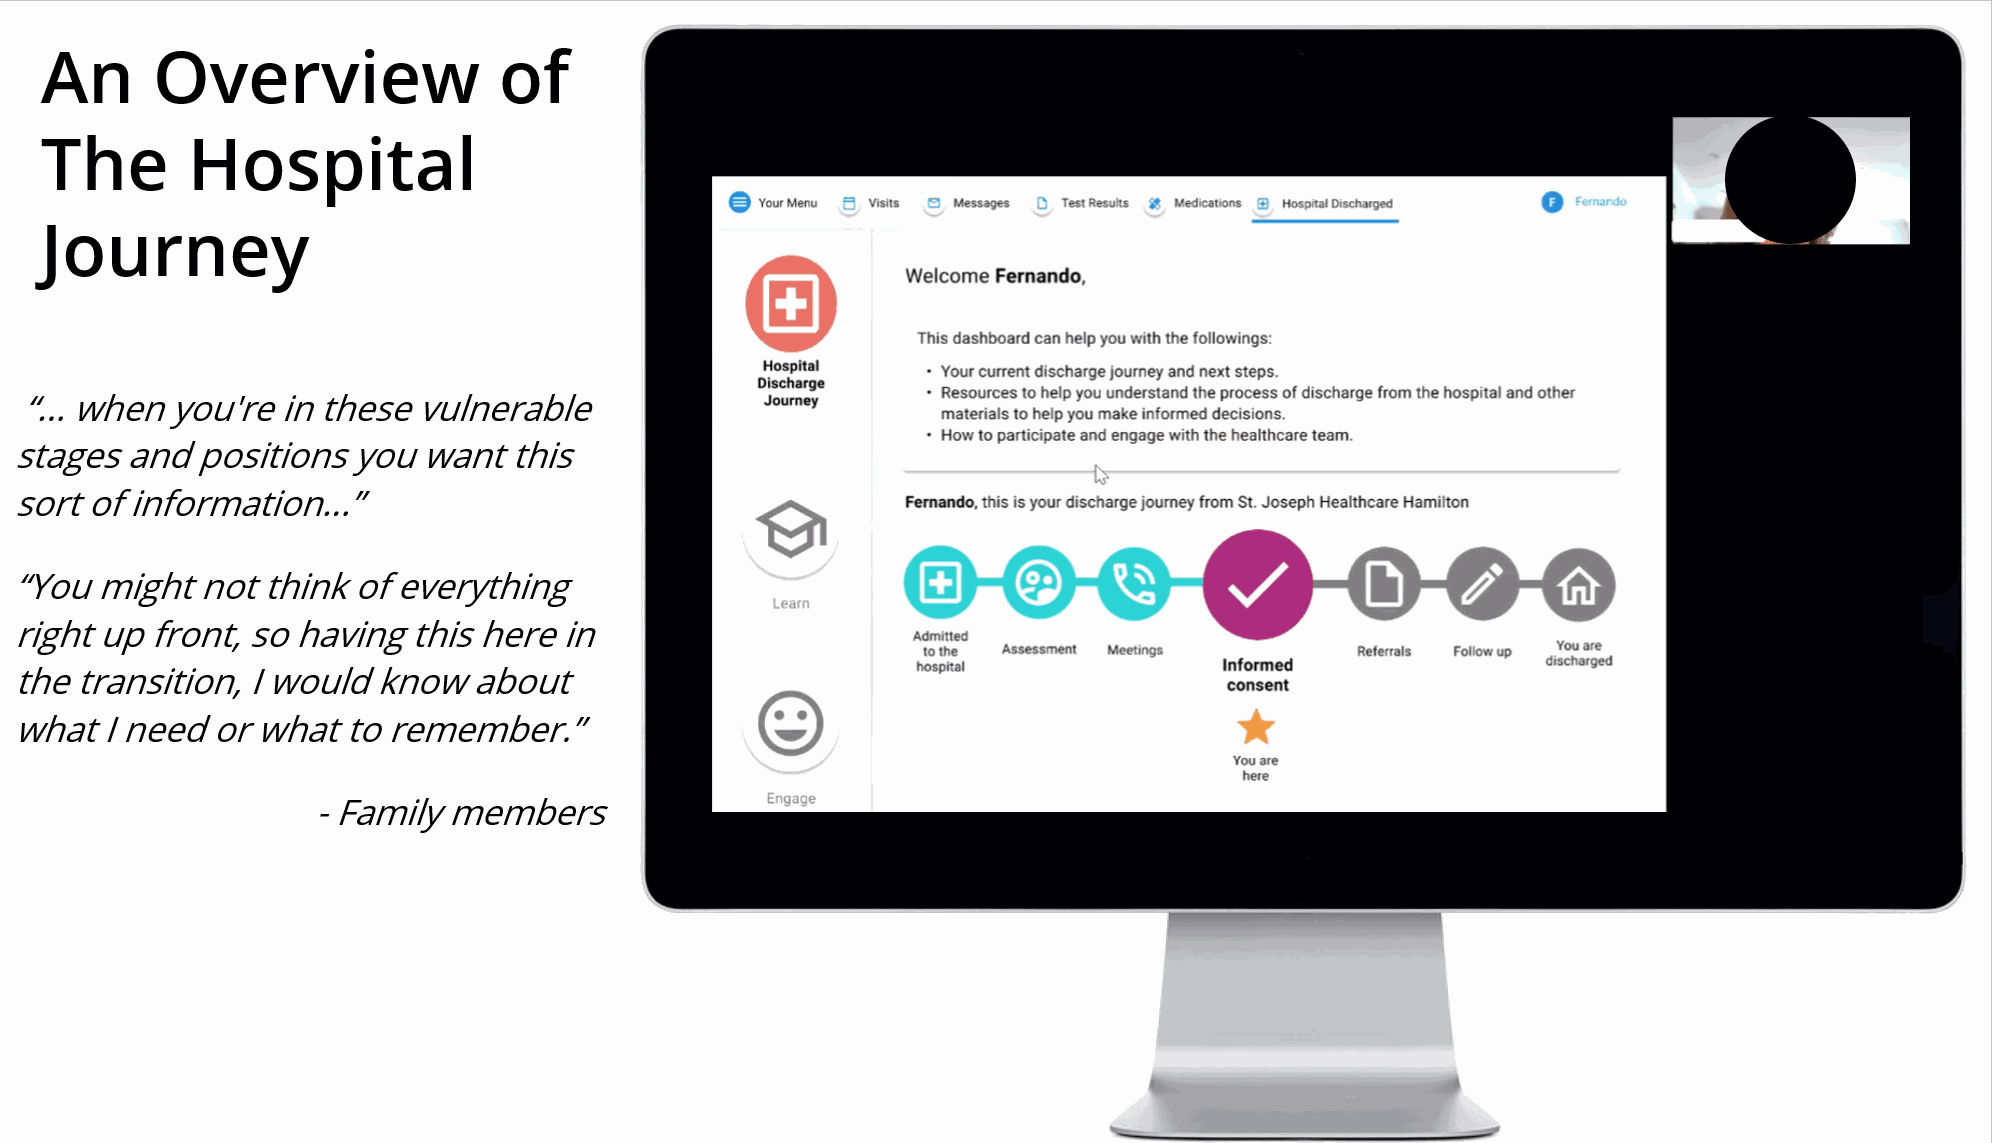 An Overview of
The Hospital
Journey
“... when you're in these vulnerable
stages and positions you want this
sort of information...”
“You might not think of everything
right up front, so having this here in
the transition, I would know about
what I need or what to remember.”
- Family members
Your Menu Visits Messages Test Results Medications Hospital Discharged F Fernando
Hospital
Discharge
Journey
Learn
Engage
Welcome Fernando,
This dashboard can help you with the followings:
• Your current discharge journey and next steps.
• Resources to help you understand the process of discharge from the hospital and other
materials to help you make informed decisions.
• How to participate and engage with the healthcare team.
Fernando, this is your discharge journey from St. Joseph Healthcare Hamilton
Admitted
to the
hospital
Assessment
Meetings
Informed
consent
You are
here
Referrals
Follow up
You are
discharged